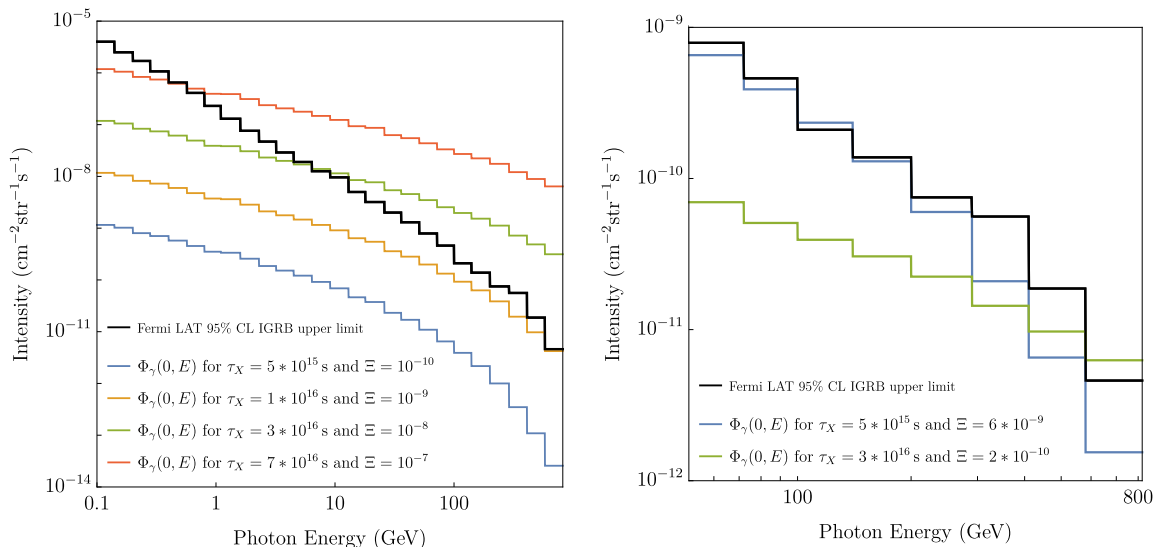 10⁻⁵
10⁻⁸
10⁻¹¹
10⁻¹⁴
Intensity (cm⁻²str⁻¹s⁻¹)
Fermi LAT 95% CL IGRB upper limit
Φγ(0, E) for τX = 5 ∗ 10¹⁵ s and Ξ = 10⁻¹⁰
Φγ(0, E) for τX = 1 ∗ 10¹⁶ s and Ξ = 10⁻⁹
Φγ(0, E) for τX = 3 ∗ 10¹⁶ s and Ξ = 10⁻⁸
Φγ(0, E) for τX = 7 ∗ 10¹⁶ s and Ξ = 10⁻⁷
0.1 1 10 100
Photon Energy (GeV)
10⁻⁹
10⁻¹⁰
10⁻¹¹
10⁻¹²
Intensity (cm⁻²str⁻¹s⁻¹)
Fermi LAT 95% CL IGRB upper limit
Φγ(0, E) for τX = 5 ∗ 10¹⁵ s and Ξ = 6 ∗ 10⁻⁹
Φγ(0, E) for τX = 3 ∗ 10¹⁶ s and Ξ = 2 ∗ 10⁻¹⁰
100 800
Photon Energy (GeV)